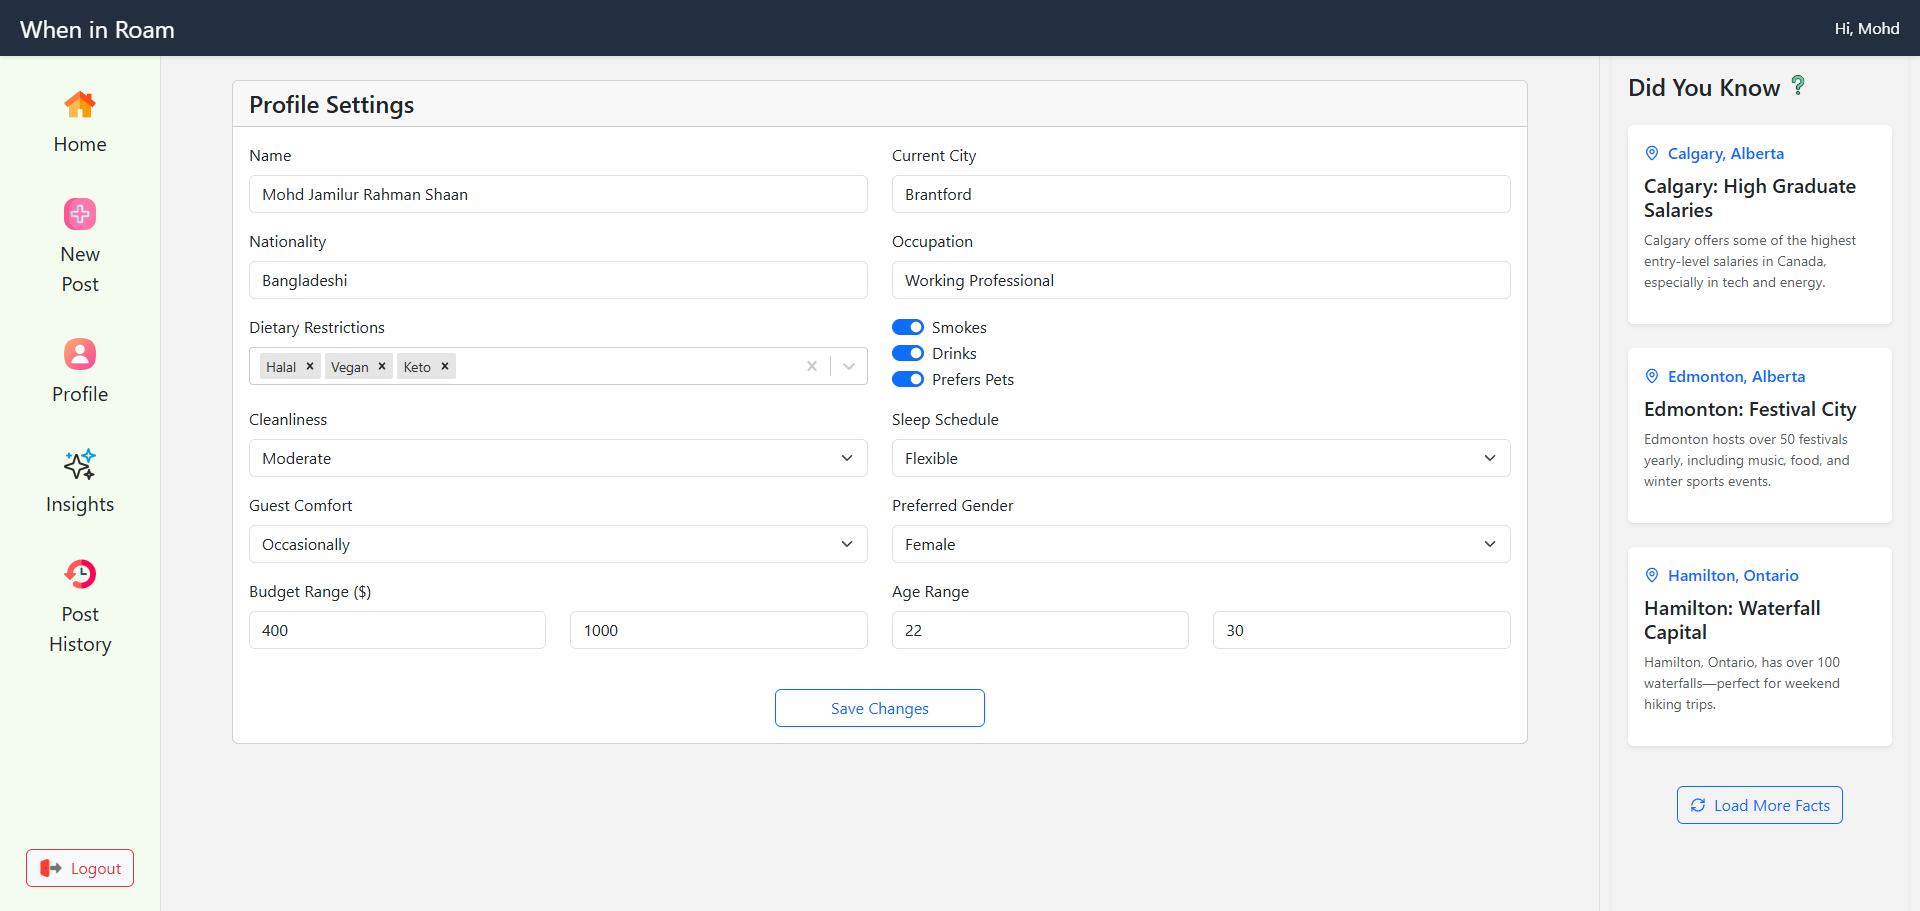 When in Roam
Hi, Mohd
Home
New
Post
Profile
Insights
Post
History
Logout
Profile Settings
Name
Mohd Jamilur Rahman Shaan
Current City
Brantford
Nationality
Bangladeshi
Occupation
Working Professional
Dietary Restrictions
Halal
Vegan
Keto
Smokes
Drinks
Prefers Pets
Cleanliness
Moderate
Sleep Schedule
Flexible
Guest Comfort
Occasionally
Preferred Gender
Female
Budget Range ($)
400
1000
Age Range
22
30
Save Changes
Did You Know ?
Calgary, Alberta
Calgary: High Graduate
Salaries
Calgary offers some of the highest
entry-level salaries in Canada,
especially in tech and energy.
Edmonton, Alberta
Edmonton: Festival City
Edmonton hosts over 50 festivals
yearly, including music, food, and
winter sports events.
Hamilton, Ontario
Hamilton: Waterfall
Capital
Hamilton, Ontario, has over 100
waterfalls—perfect for weekend
hiking trips.
Load More Facts